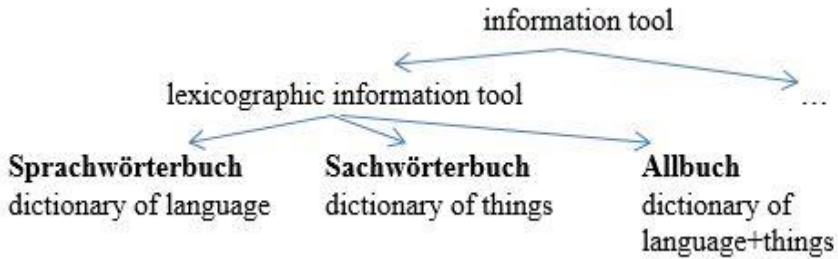 information tool
lexicographic information tool
…
Sprachwörterbuch
dictionary of language
Sachwörterbuch
dictionary of things
Allbuch
dictionary of
language+things